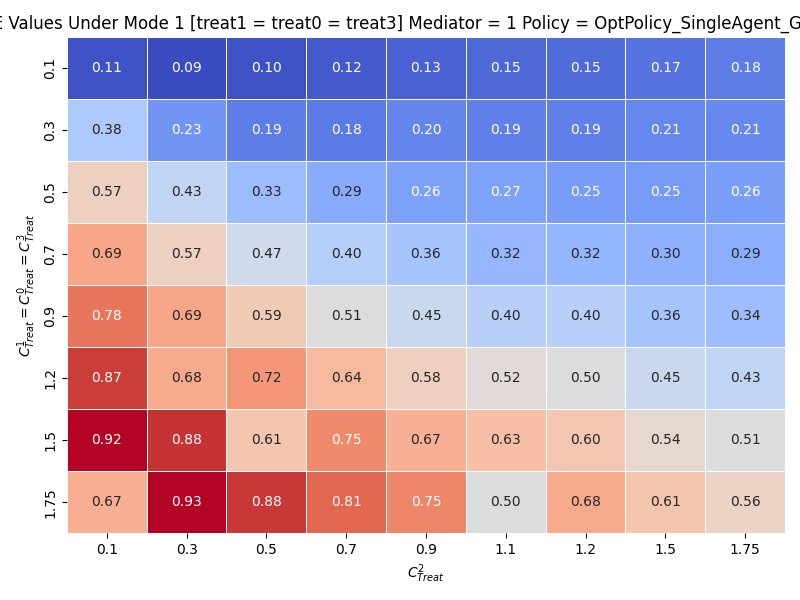 Values Under Mode 1 [treat1 = treat0 = treat3] Mediator = 1 Policy = OptPolicy_SingleAgent_G
0.1 0.11 0.09 0.10 0.12 0.13 0.15 0.15 0.17 0.18
0.3 0.38 0.23 0.19 0.18 0.20 0.19 0.19 0.21 0.21
0.5 0.57 0.43 0.33 0.29 0.26 0.27 0.25 0.25 0.26
0.7 0.69 0.57 0.47 0.40 0.36 0.32 0.32 0.30 0.29
0.9 0.78 0.69 0.59 0.51 0.45 0.40 0.40 0.36 0.34
1.2 0.87 0.68 0.72 0.64 0.58 0.52 0.50 0.45 0.43
1.5 0.92 0.88 0.61 0.75 0.67 0.63 0.60 0.54 0.51
1.75 0.67 0.93 0.88 0.81 0.75 0.50 0.68 0.61 0.56
0.1 0.3 0.5 0.7 0.9 1.1 1.2 1.5 1.75
C^2_{Treat}
C^1_{Treat} = C^0_{Treat} = C^3_{Treat}